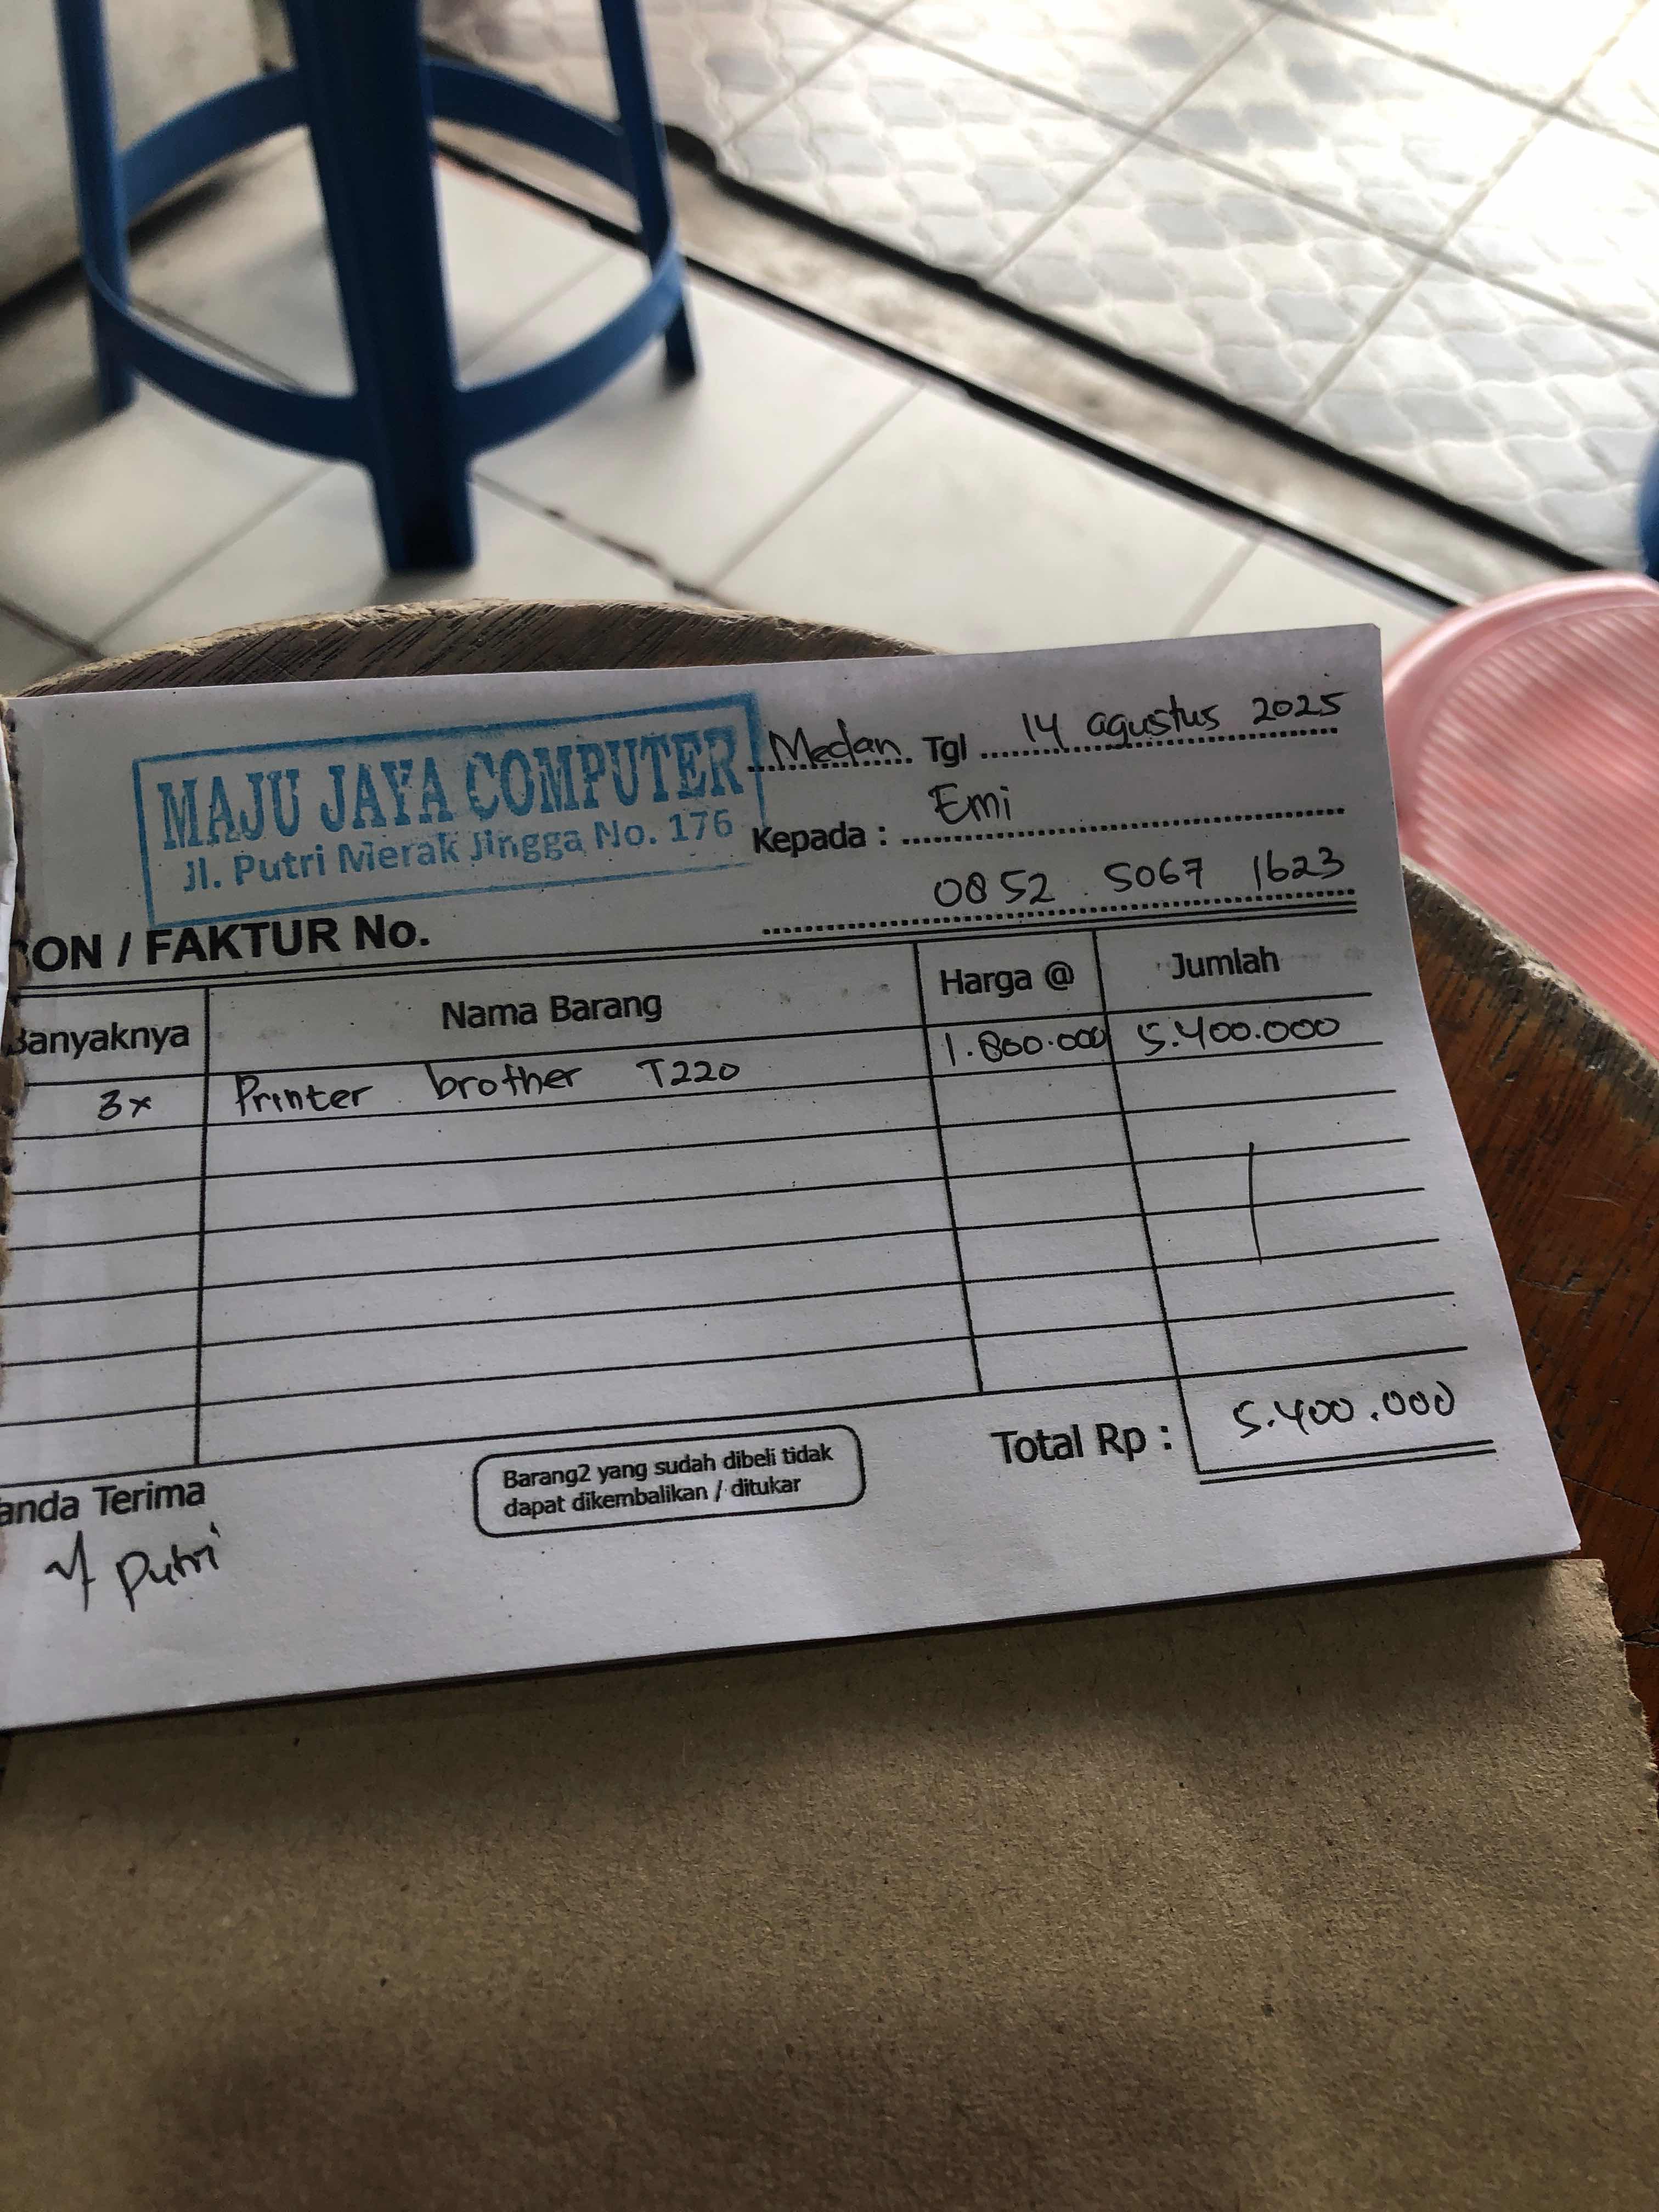 MAJU JAYA COMPUTER
Jl. Putri Merak Jingga No. 176
Medan Tgl 14 agustus 2025
Kepada : Emi
0852 5067 1623
BON / FAKTUR No.
Banyaknya Nama Barang Harga @ Jumlah
3x Printer brother T220 1.800.000 5.400.000
Total Rp : 5.400.000
Barang2 yang sudah dibeli tidak
dapat dikembalikan / ditukar
Tanda Terima
Putri